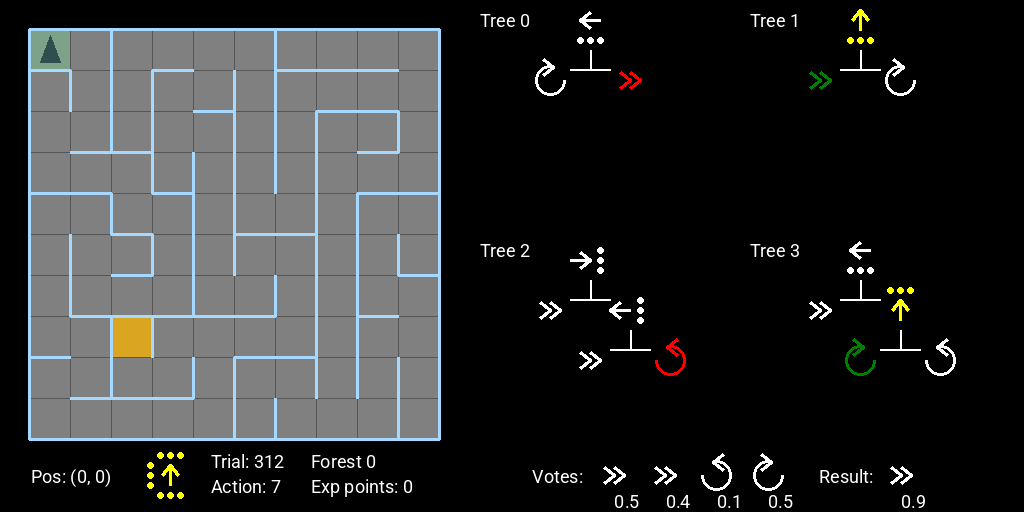 Tree 0
Tree 1
Tree 2
Tree 3
Pos: (0, 0)
Trial: 312
Forest 0
Action: 7
Exp points: 0
Votes:
0.5
0.4
0.1
0.5
Result:
0.9